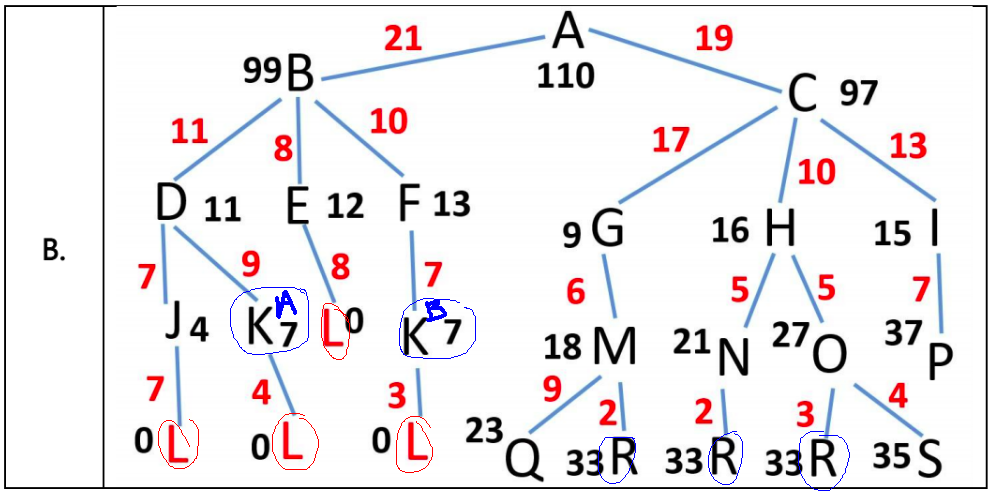 21 A 19
99 B 110 C 97
11 8 10 17 10 13
D 11 E 12 F 13 9 G 16 H 15 I
7 9 8 7 6 5 5 7
J 4 K 7 A L 0 K 7 B 18 M 21 N 27 O 37 P
B.
7 4 3 9 2 2 3 4
0 L 0 L 0 L 23 Q 33 R 33 R 33 R 35 S